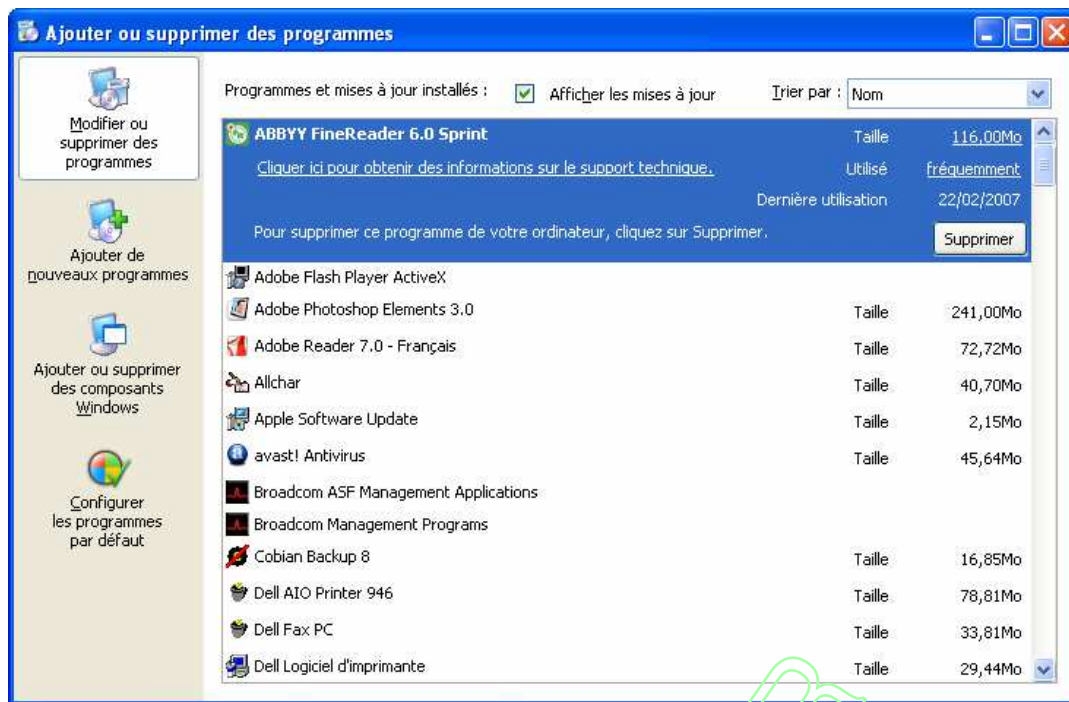 Ajouter ou supprimer des programmes
Modifier ou
supprimer des
programmes
Ajouter de
nouveaux programmes
Ajouter ou supprimer
des composants
Windows
Configurer
les programmes
par défaut
Programmes et mises à jour installés : Afficher les mises à jour Trier par : Nom
ABBYY FineReader 6.0 Sprint Taille 116,00Mo
Cliquer ici pour obtenir des informations sur le support technique. Utilisé fréquemment
Dernière utilisation 22/02/2007
Pour supprimer ce programme de votre ordinateur, cliquez sur Supprimer. Supprimer
Adobe Flash Player ActiveX
Adobe Photoshop Elements 3.0 Taille 241,00Mo
Adobe Reader 7.0 - Français Taille 72,72Mo
Allchar Taille 40,70Mo
Apple Software Update Taille 2,15Mo
avast! Antivirus Taille 45,64Mo
Broadcom ASF Management Applications
Broadcom Management Programs
Cobian Backup 8 Taille 16,85Mo
Dell AIO Printer 946 Taille 78,81Mo
Dell Fax PC Taille 33,81Mo
Dell Logiciel d'imprimante Taille 29,44Mo